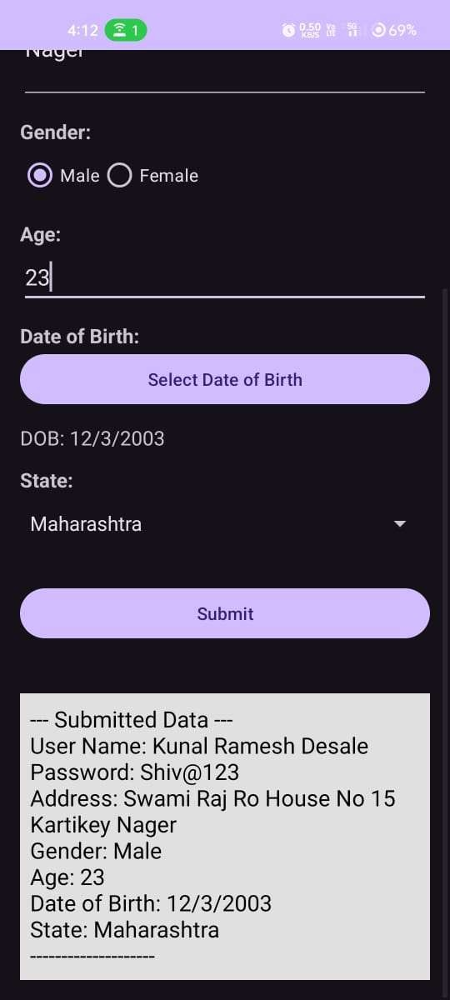 4:12 1 0.50 KB/S Vo LTE 5G 69%
Nager
Gender:
Male Female
Age:
23
Date of Birth:
Select Date of Birth
DOB: 12/3/2003
State:
Maharashtra
Submit
--- Submitted Data ---
User Name: Kunal Ramesh Desale
Password: Shiv@123
Address: Swami Raj Ro House No 15
Kartikey Nager
Gender: Male
Age: 23
Date of Birth: 12/3/2003
State: Maharashtra
--------------------